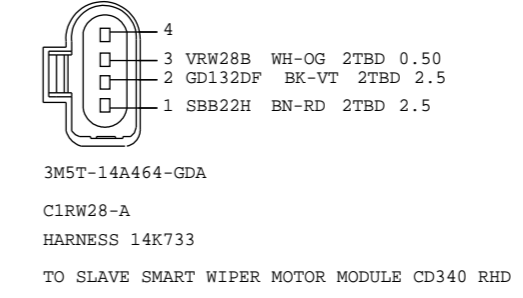 4
3 VRW28B WH-OG 2TBD 0.50
2 GD132DF BK-VT 2TBD 2.5
1 SBB22H BN-RD 2TBD 2.5
3M5T-14A464-GDA
C1RW28-A
HARNESS 14K733
TO SLAVE SMART WIPER MOTOR MODULE CD340 RHD